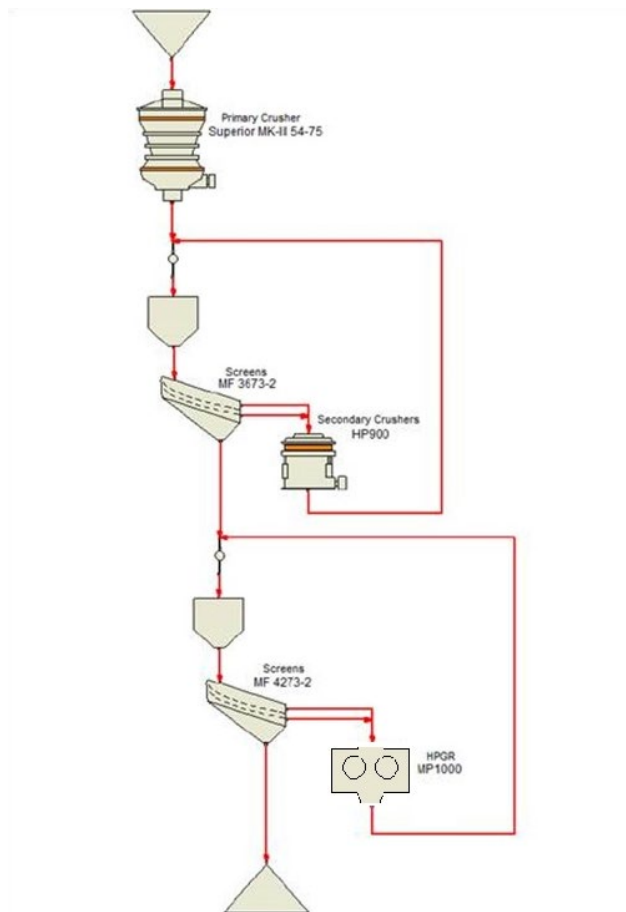 Primary Crusher
Superior MK-III 54-75
Screens
MF 3673-2
Secondary Crushers
HP900
Screens
MF 4273-2
HPGR
MP1000